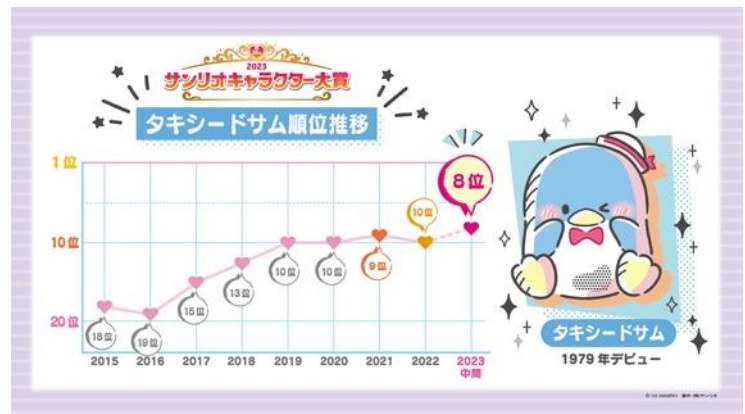 2023
サンリオキャラクター大賞
タキシードサム順位推移
1位
10位
20位
18位
19位
15位
13位
10位
10位
9位
10位
8位
2015 2016 2017 2018 2019 2020 2021 2022 2023
中間
タキシードサム
1979年デビュー